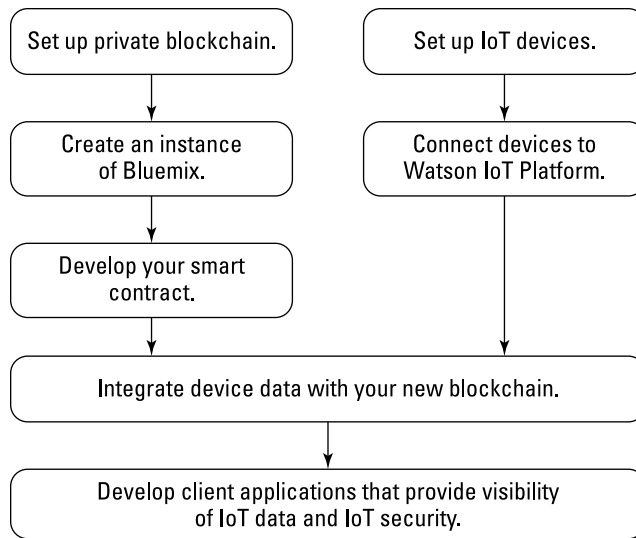 Set up private blockchain.
Set up IoT devices.
Create an instance
of Bluemix.
Connect devices to
Watson IoT Platform.
Develop your smart
contract.
Integrate device data with your new blockchain.
Develop client applications that provide visibility
of IoT data and IoT security.